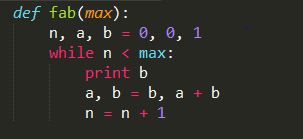 def fab(max):
    n, a, b = 0, 0, 1
    while n < max:
        print b
        a, b = b, a + b
        n = n + 1